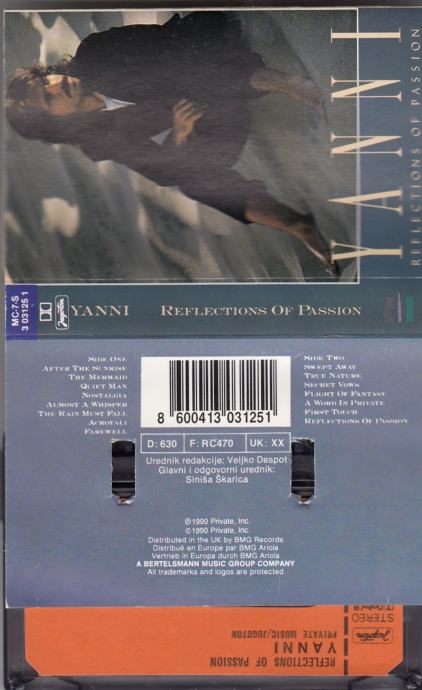 YANNI
REFLECTIONS OF PASSION
MC-7-S
3 03125 1
Jugoton
YANNI REFLECTIONS OF PASSION
SIDE ONE
AFTER THE SUNRISE
THE MERMAID
QUIET MAN
NOSTALGIA
ALMOST A WHISPER
THE RAIN MUST FALL
ACROYALI
FAREWELL
8 600413 031251
SIDE TWO
SWEPT AWAY
TRUE NATURE
SECRET VOWS
FLIGHT OF FANTASY
A WORD IN PRIVATE
FIRST TOUCH
REFLECTIONS OF PASSION
D: 630 F: RC470 UK: XX
Urednik redakcije: Veljko Despot
Glavni i odgovorni urednik:
Siniša Škarica
℗1990 Private, Inc.
©1990 Private, Inc.
Distributed in the UK by BMG Records
Distribué en Europe par BMG Ariola
Vertrieb in Europa durch BMG Ariola
A BERTELSMANN MUSIC GROUP COMPANY
All trademarks and logos are protected
STEREO
Jugoton
PRIVATE MUSIC/JUGOTON
YANNI
REFLECTIONS OF PASSION